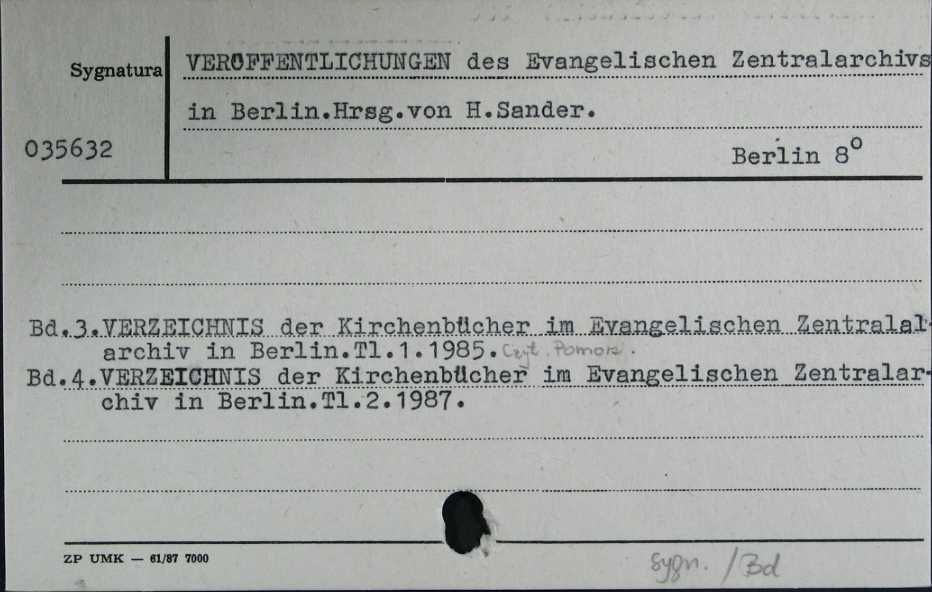 Sygnatura
VERÖFFENTLICHUNGEN des Evangelischen Zentralarchivs
in Berlin.Hrsg.von H.Sander.
035632
Berlin 8º
Bd.3.VERZEICHNIS der Kirchenbücher im Evangelischen Zentralal-
archiv in Berlin.Tl.1.1985. Czyt. Pomor.
Bd.4.VERZEICHNIS der Kirchenbücher im Evangelischen Zentralar-
chiv in Berlin.Tl.2.1987.
ZP UMK — 61/87 7000
sygn. /Bd